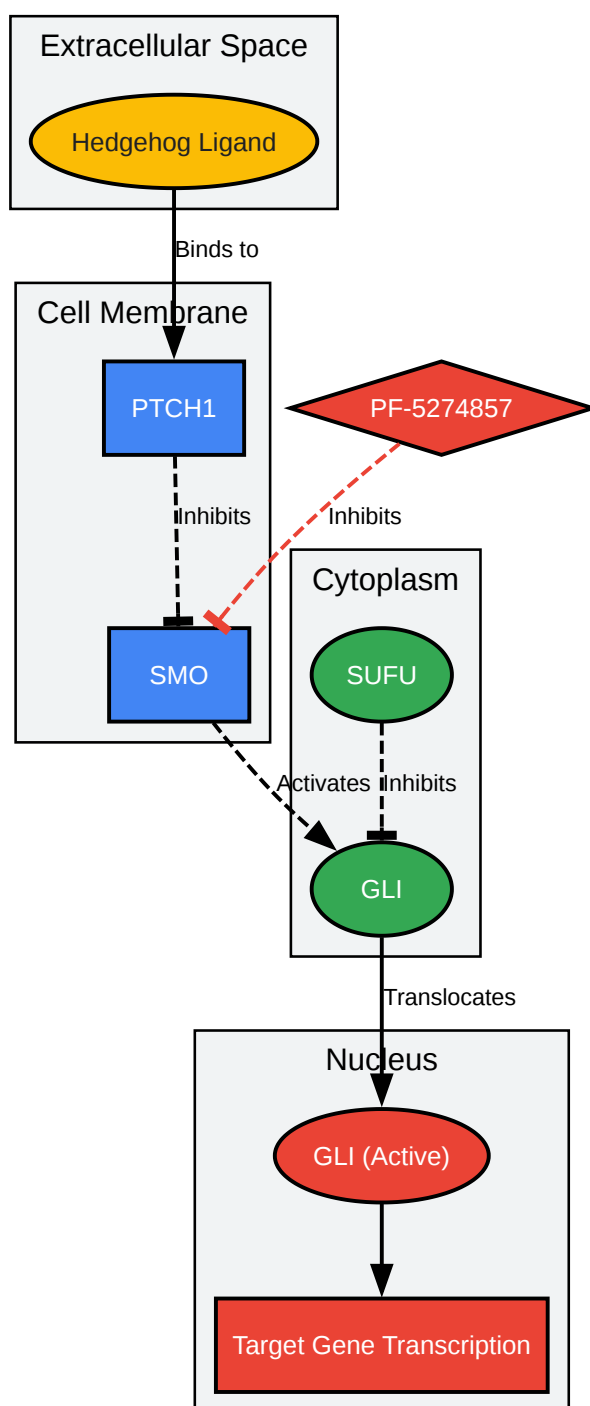 Extracellular Space
Hedgehog Ligand
Binds to
Cell Membrane
PTCH1
PF-5274857
Inhibits
Inhibits
Cytoplasm
SMO
SUFU
Activates
Inhibits
GLI
Translocates
Nucleus
GLI (Active)
Target Gene Transcription